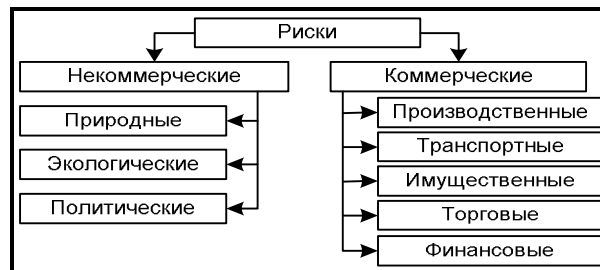 Риски
Некоммерческие
Коммерческие
Природные
Экологические
Политические
Производственные
Транспортные
Имущественные
Торговые
Финансовые